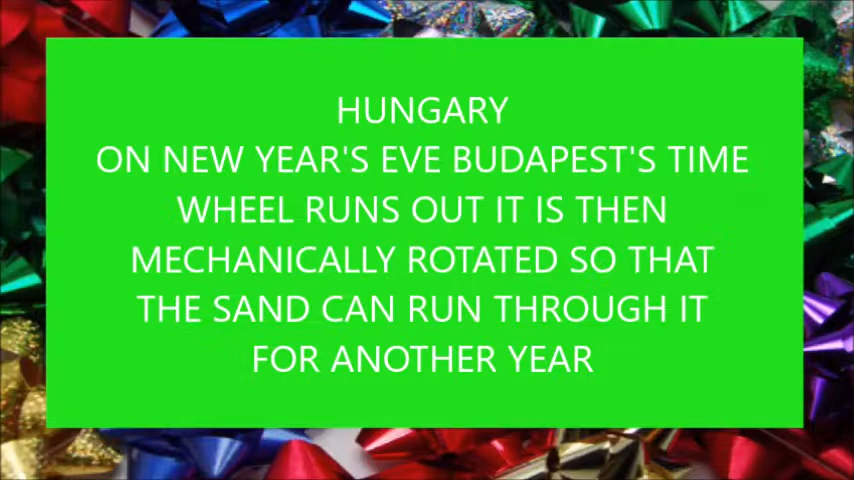 HUNGARY
ON NEW YEAR'S EVE BUDAPEST'S TIME
WHEEL RUNS OUT IT IS THEN
MECHANICALLY ROTATED SO THAT
THE SAND CAN RUN THROUGH IT
FOR ANOTHER YEAR